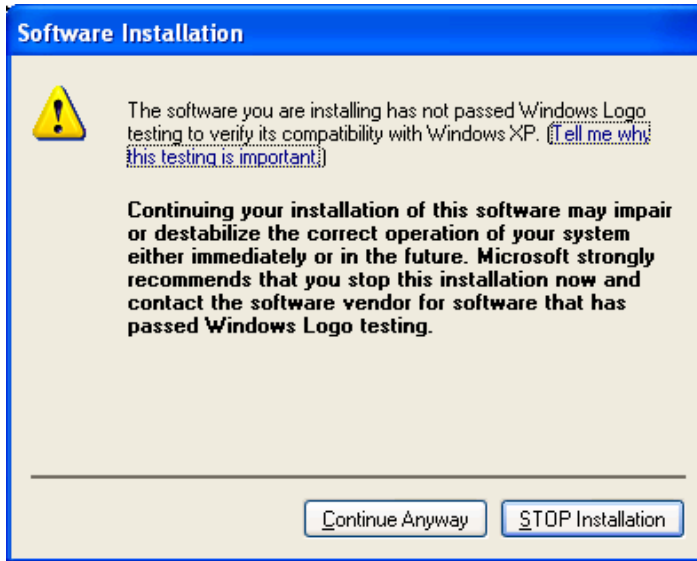 Software Installation
The software you are installing has not passed Windows Logo
testing to verify its compatibility with Windows XP. (Tell me why
this testing is important.)
Continuing your installation of this software may impair
or destabilize the correct operation of your system
either immediately or in the future. Microsoft strongly
recommends that you stop this installation now and
contact the software vendor for software that has
passed Windows Logo testing.
Continue Anyway
STOP Installation